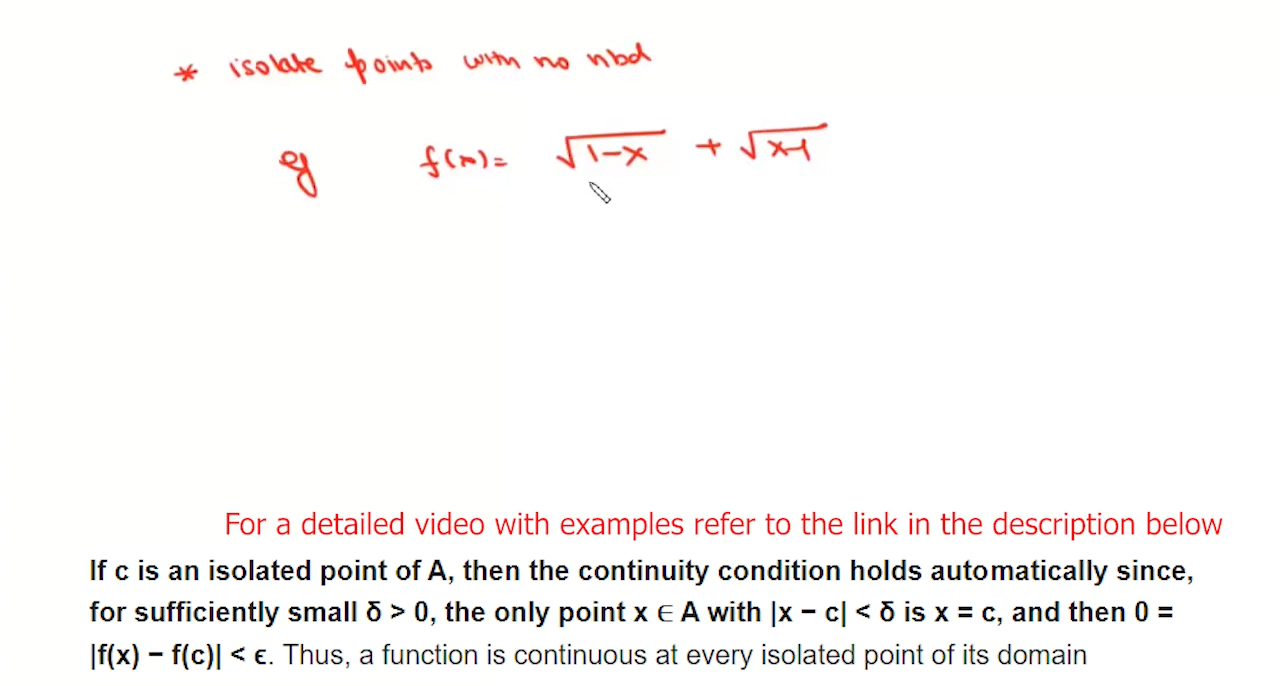 * isolate points with no nbd
eg f(x) = √1-x + √x-1
For a detailed video with examples refer to the link in the description below
If c is an isolated point of A, then the continuity condition holds automatically since,
for sufficiently small δ > 0, the only point x ∈ A with |x − c| < δ is x = c, and then 0 =
|f(x) − f(c)| < ϵ. Thus, a function is continuous at every isolated point of its domain